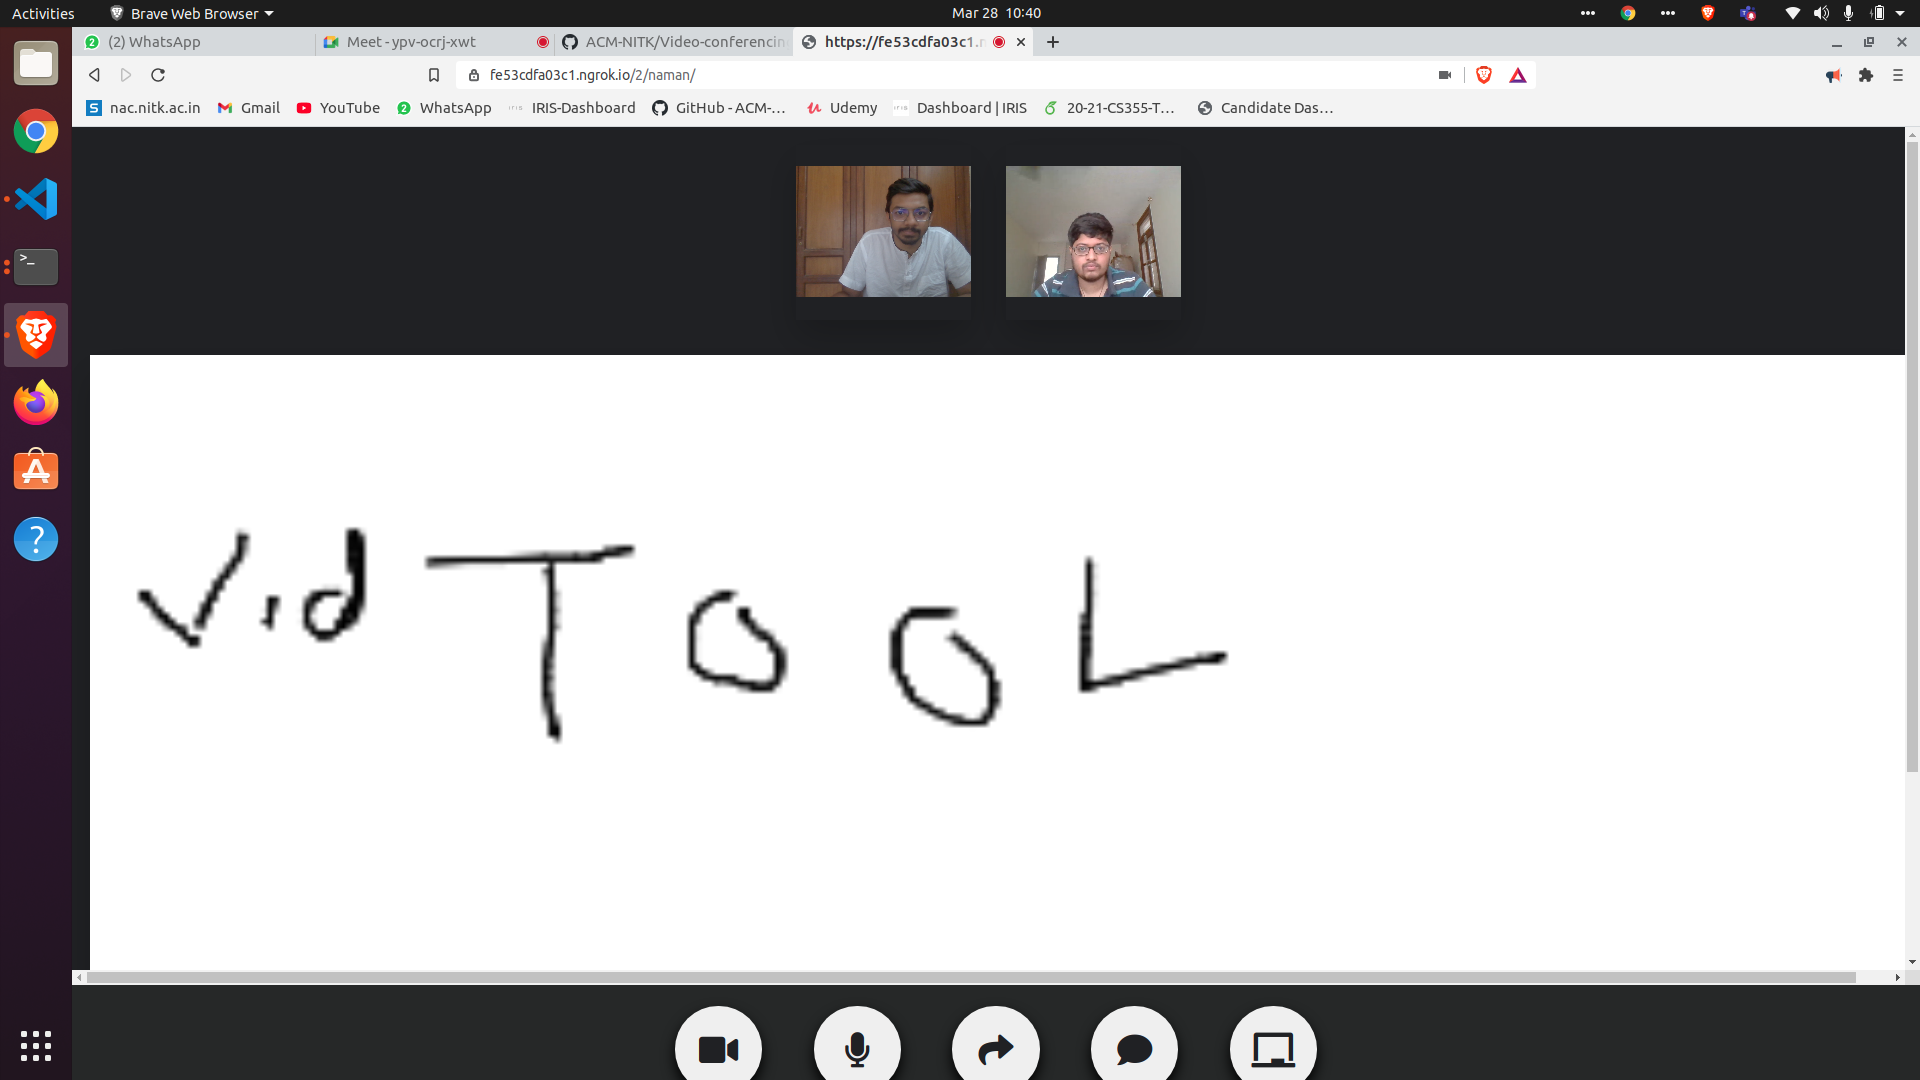 Activities Brave Web Browser Mar 28 10:40
(2) WhatsApp Meet - ypv-ocrj-xwt ACM-NITK/Video-conferencin https://fe53cdfa03c1.n
fe53cdfa03c1.ngrok.io/2/naman/
nac.nitk.ac.in Gmail YouTube WhatsApp IRIS-Dashboard GitHub - ACM-... Udemy Dashboard | IRIS 20-21-CS355-T... Candidate Das...
Vid TOOL